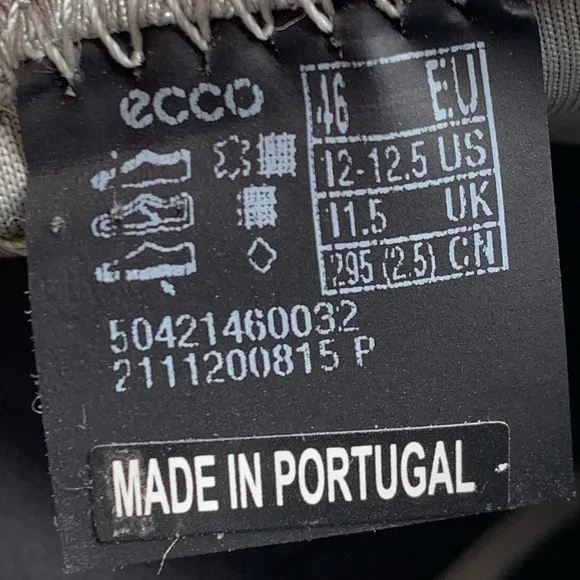 ecco
46 EU
12-12.5 US
11.5 UK
295 (2.5) CN
50421460032
2111200815 P
MADE IN PORTUGAL